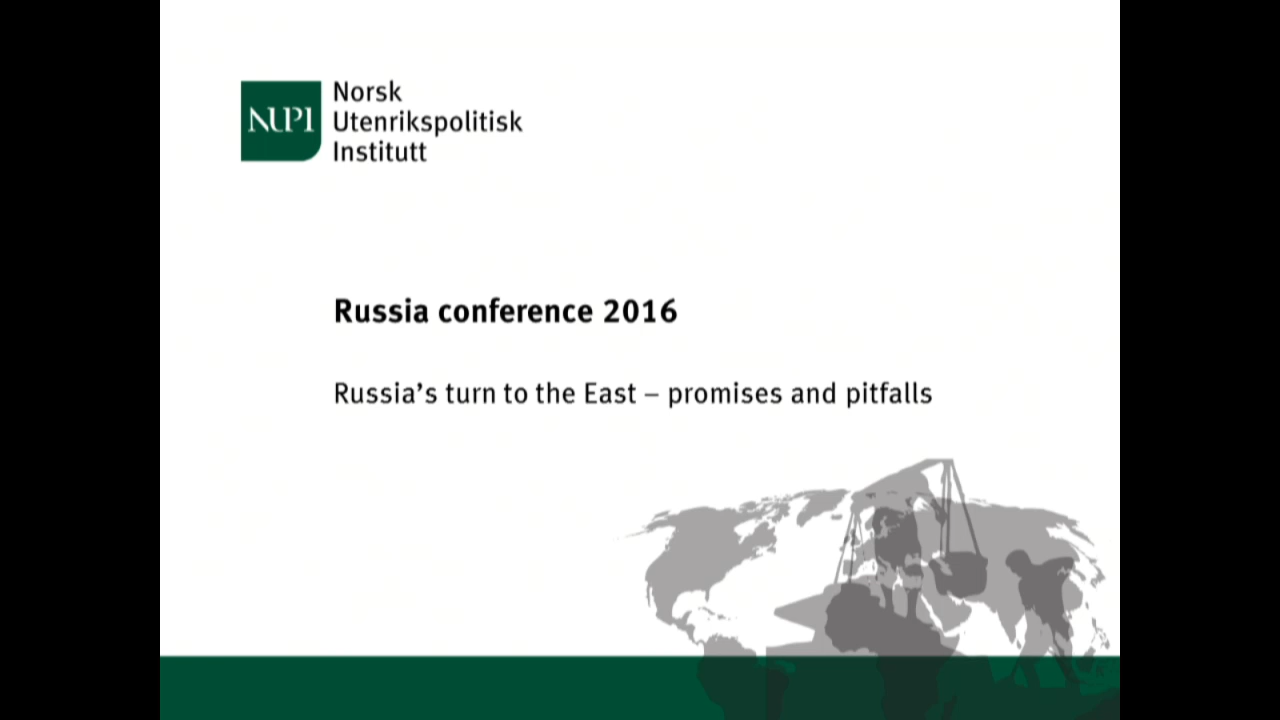 NUPI
Norsk
Utenrikspolitisk
Institutt
Russia conference 2016
Russia’s turn to the East – promises and pitfalls